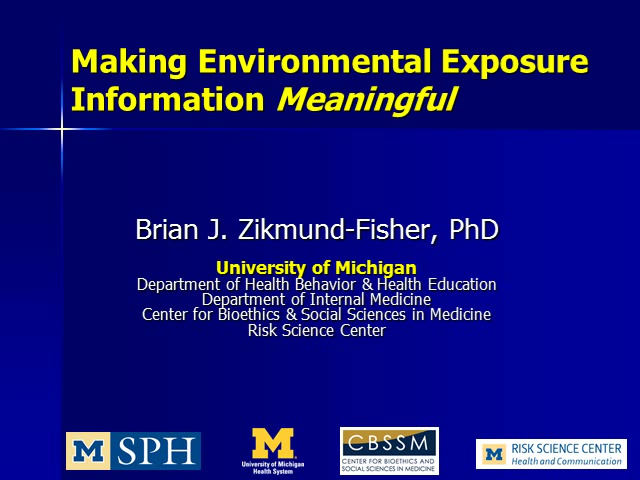 Making Environmental Exposure
Information Meaningful
Brian J. Zikmund-Fisher, PhD
University of Michigan
Department of Health Behavior & Health Education
Department of Internal Medicine
Center for Bioethics & Social Sciences in Medicine
Risk Science Center
M SPH
M
University of Michigan
Health System
CBSSM
CENTER FOR BIOETHICS AND
SOCIAL SCIENCES IN MEDICINE
M RISK SCIENCE CENTER
Health and Communication